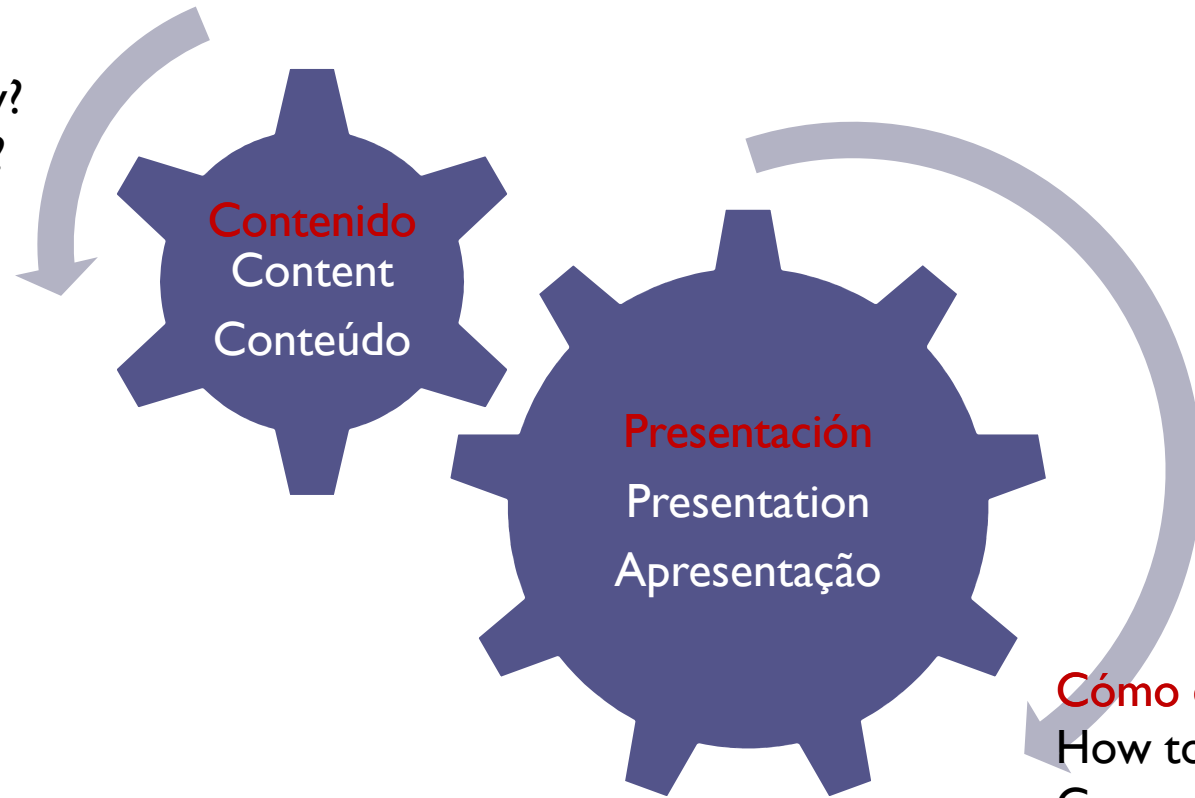 ?
Contenido
Content
Conteúdo
Presentación
Presentation
Apresentação
Cómo
How to